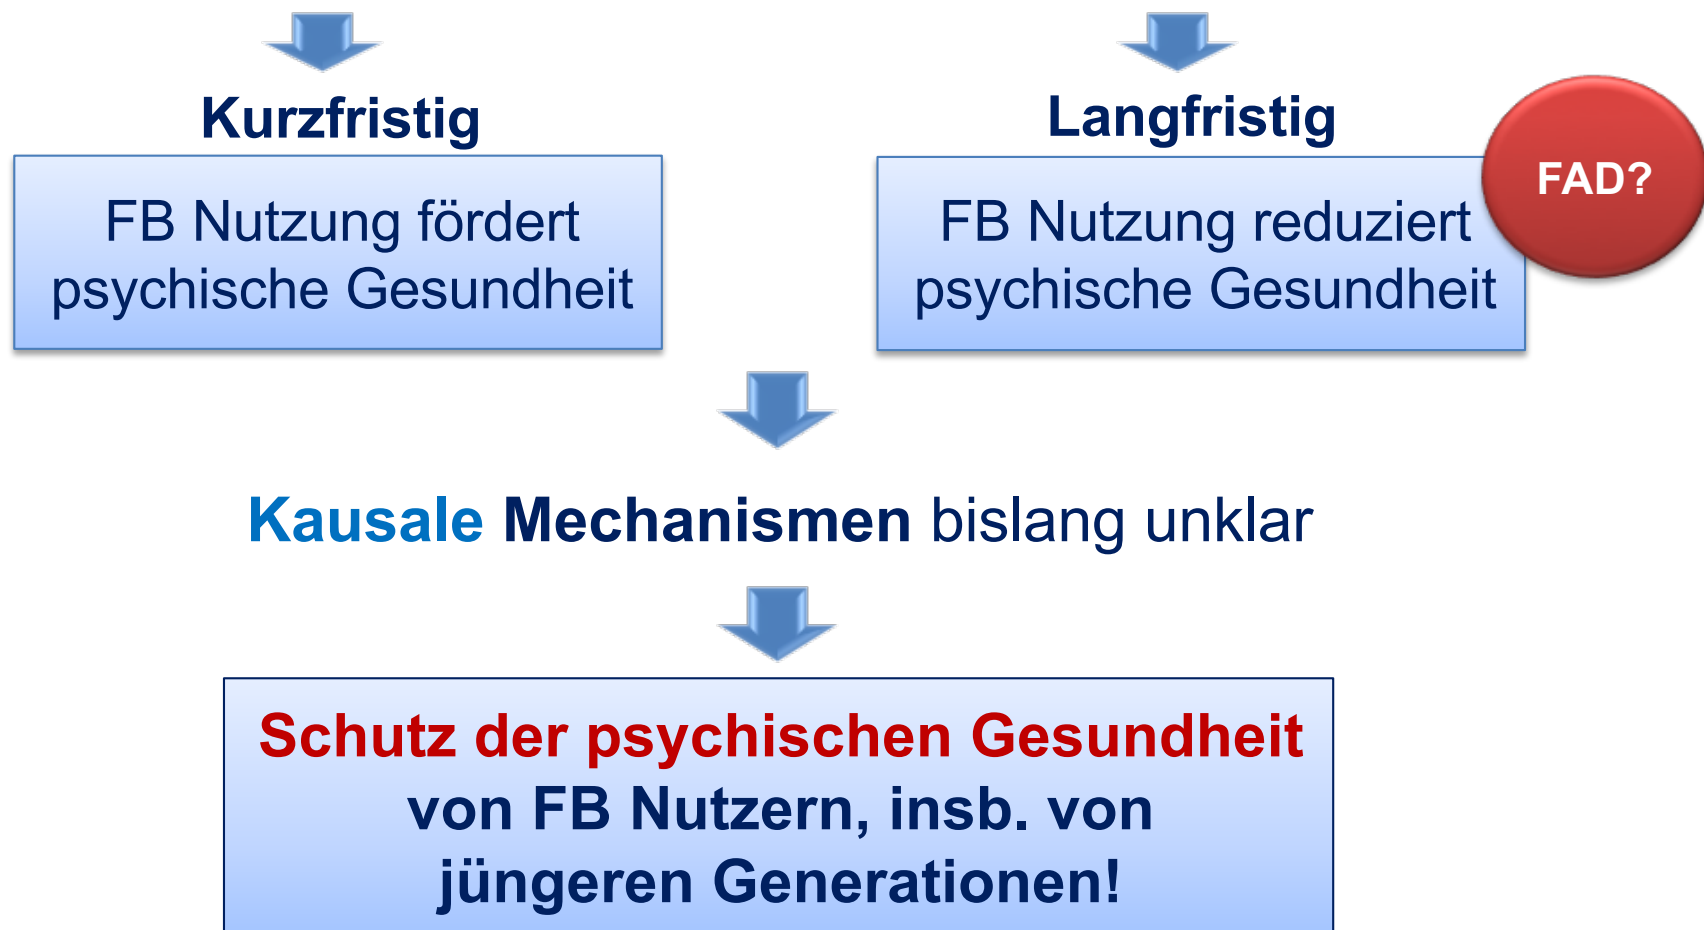 Kurzfristig
FB Nutzung fördert
psychische Gesundheit
Langfristig
FB Nutzung reduziert
psychische Gesundheit
FAD?
Kausale Mechanismen bislang unklar
Schutz der psychischen Gesundheit
von FB Nutzern, insb. von
jüngeren Generationen!